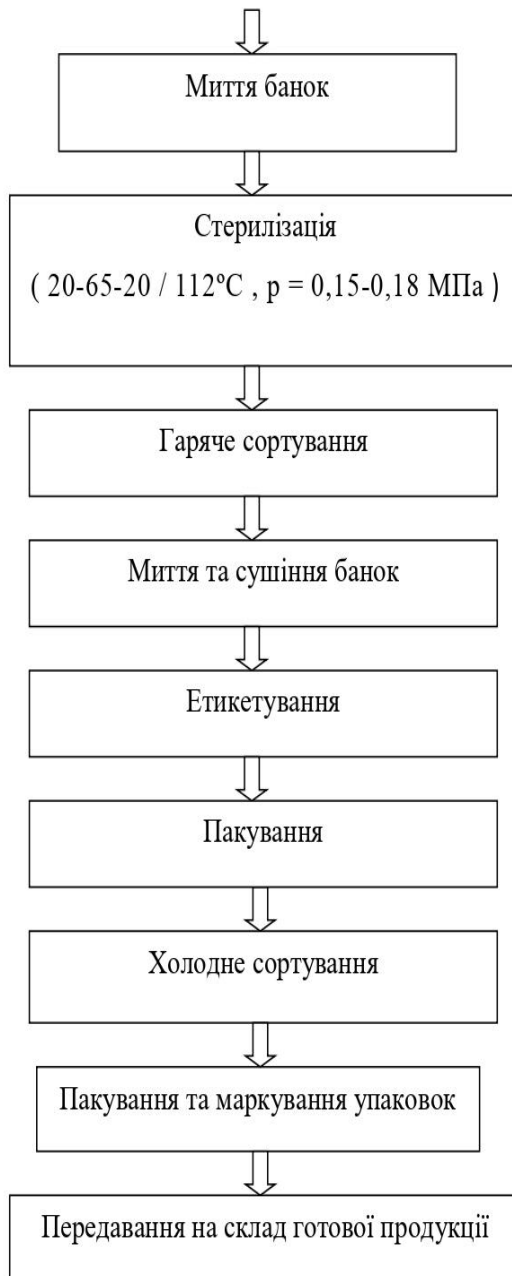 Миття банок
Стерилізація
( 20-65-20 / 112ºС , р = 0,15-0,18 МПа )
Гаряче сортування
Миття та сушіння банок
Етикетування
Пакування
Холодне сортування
Пакування та маркування упаковок
Передавання на склад готової продукції